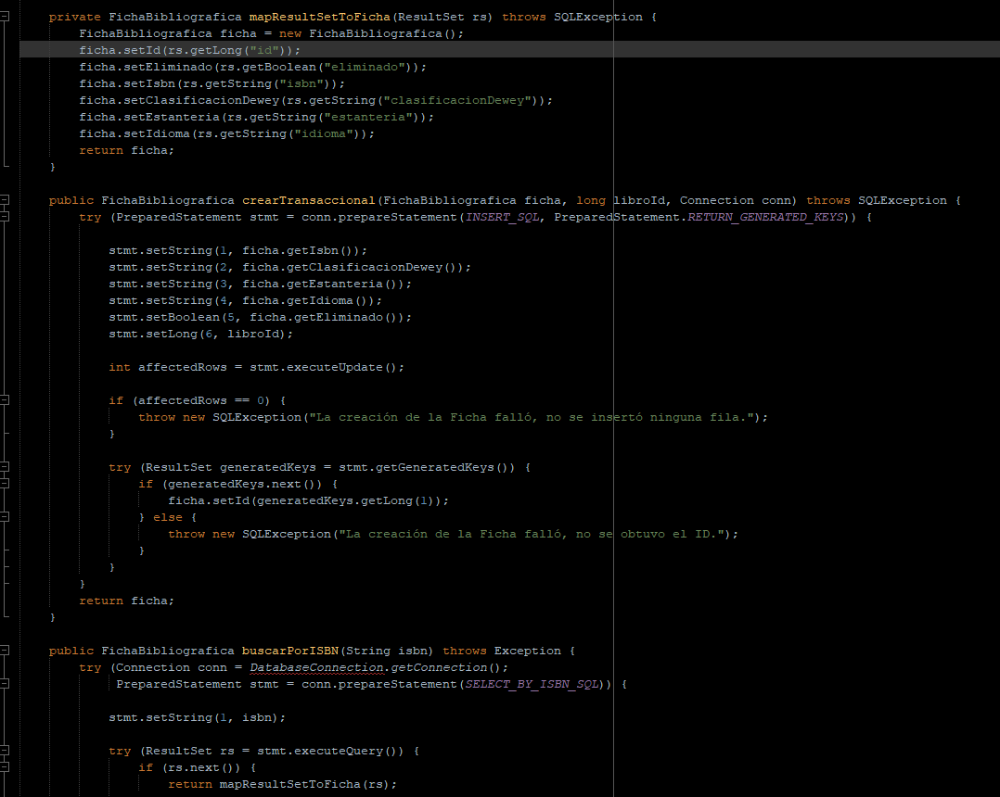 private FichaBibliografica mapResultSetToFicha(ResultSet rs) throws SQLException {
FichaBibliografica ficha = new FichaBibliografica();
ficha.setId(rs.getLong("id"));
ficha.setEliminado(rs.getBoolean("eliminado"));
ficha.setIsbn(rs.getString("isbn"));
ficha.setClasificacionDewey(rs.getString("clasificacionDewey"));
ficha.setEstanteria(rs.getString("estanteria"));
ficha.setIdioma(rs.getString("idioma"));
return ficha;
}
public FichaBibliografica crearTransaccional(FichaBibliografica ficha, long libroId, Connection conn) throws SQLException {
try (PreparedStatement stmt = conn.prepareStatement(INSERT_SQL, PreparedStatement.RETURN_GENERATED_KEYS)) {
stmt.setString(1, ficha.getIsbn());
stmt.setString(2, ficha.getClasificacionDewey());
stmt.setString(3, ficha.getEstanteria());
stmt.setString(4, ficha.getIdioma());
stmt.setBoolean(5, ficha.getEliminado());
stmt.setLong(6, libroId);
int affectedRows = stmt.executeUpdate();
if (affectedRows == 0) {
throw new SQLException("La creación de la Ficha falló, no se insertó ninguna fila.");
}
try (ResultSet generatedKeys = stmt.getGeneratedKeys()) {
if (generatedKeys.next()) {
ficha.setId(generatedKeys.getLong(1));
} else {
throw new SQLException("La creación de la Ficha falló, no se obtuvo el ID.");
}
}
}
return ficha;
}
public FichaBibliografica buscarPorISBN(String isbn) throws Exception {
try (Connection conn = DatabaseConnection.getConnection();
PreparedStatement stmt = conn.prepareStatement(SELECT_BY_ISBN_SQL)) {
stmt.setString(1, isbn);
try (ResultSet rs = stmt.executeQuery()) {
if (rs.next()) {
return mapResultSetToFicha(rs);